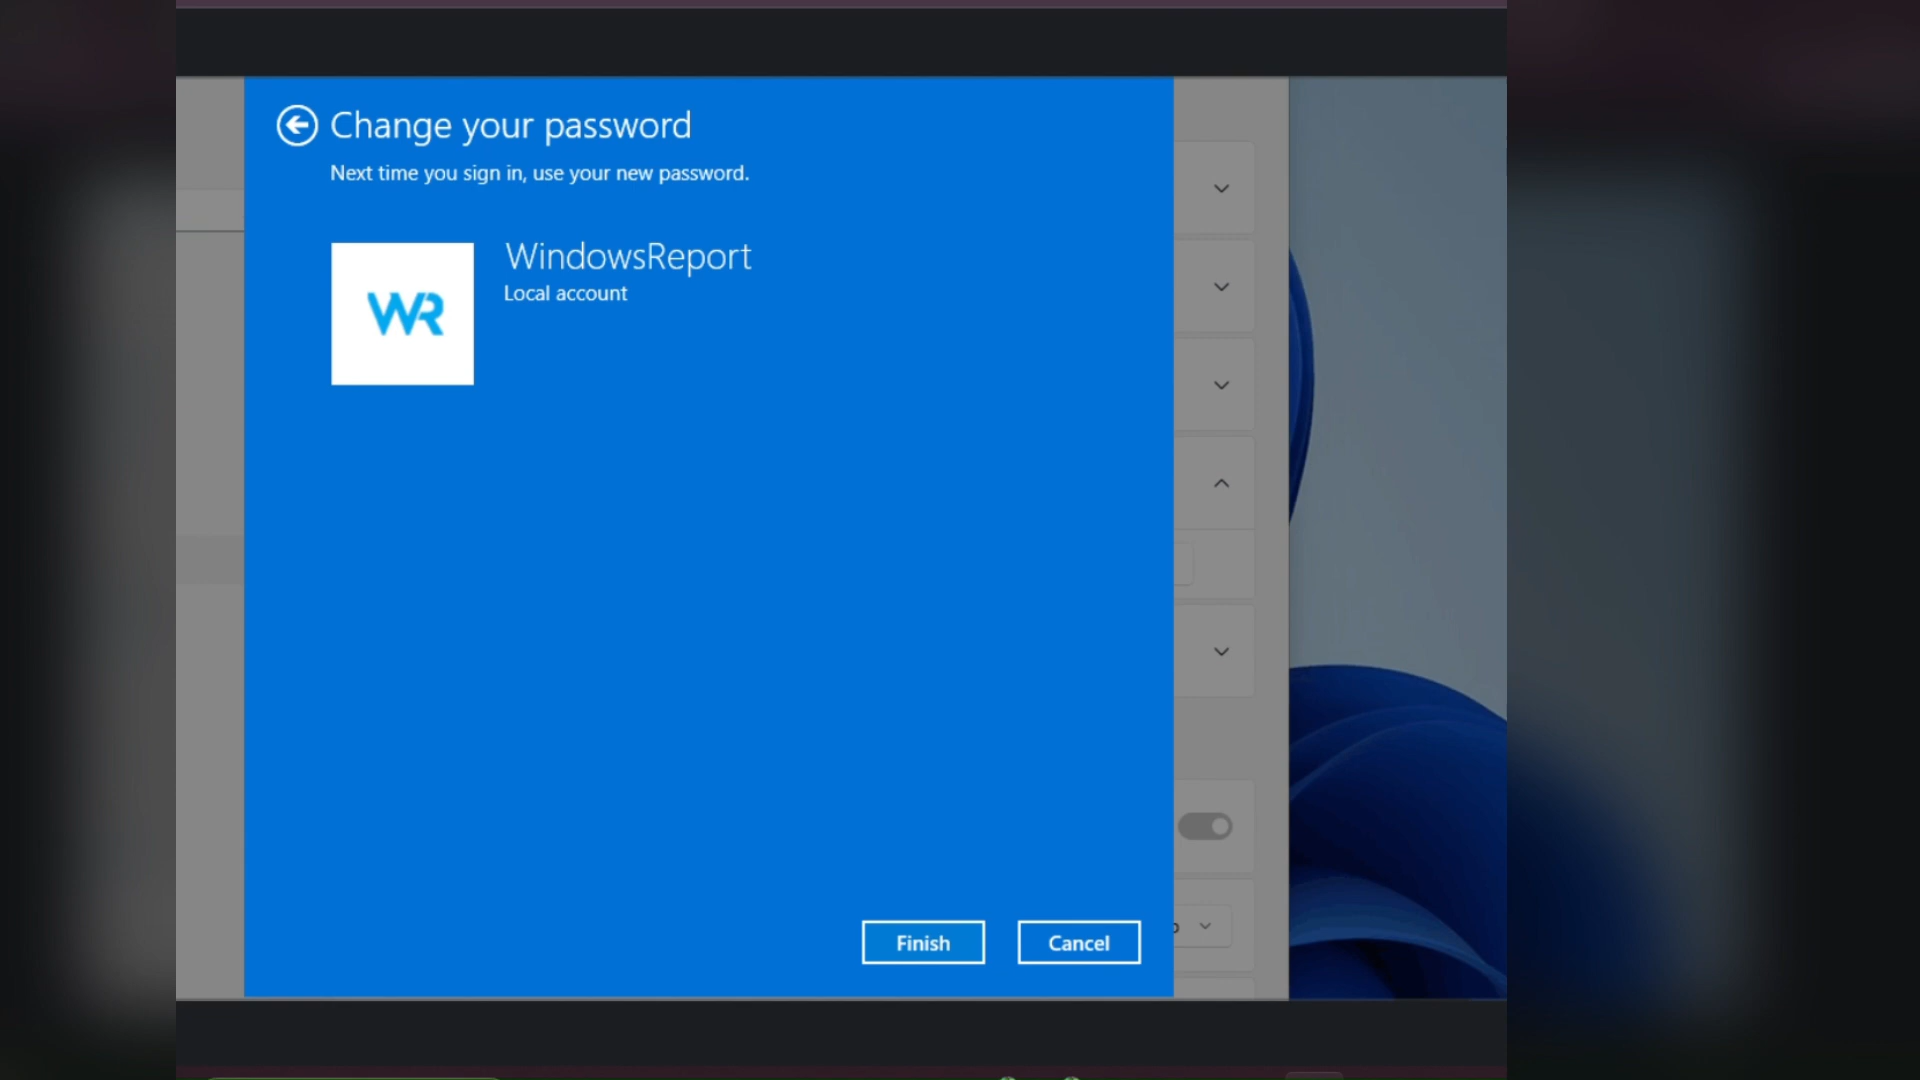 Change your password
Next time you sign in, use your new password.
WindowsReport
Local account
WR
Finish
Cancel